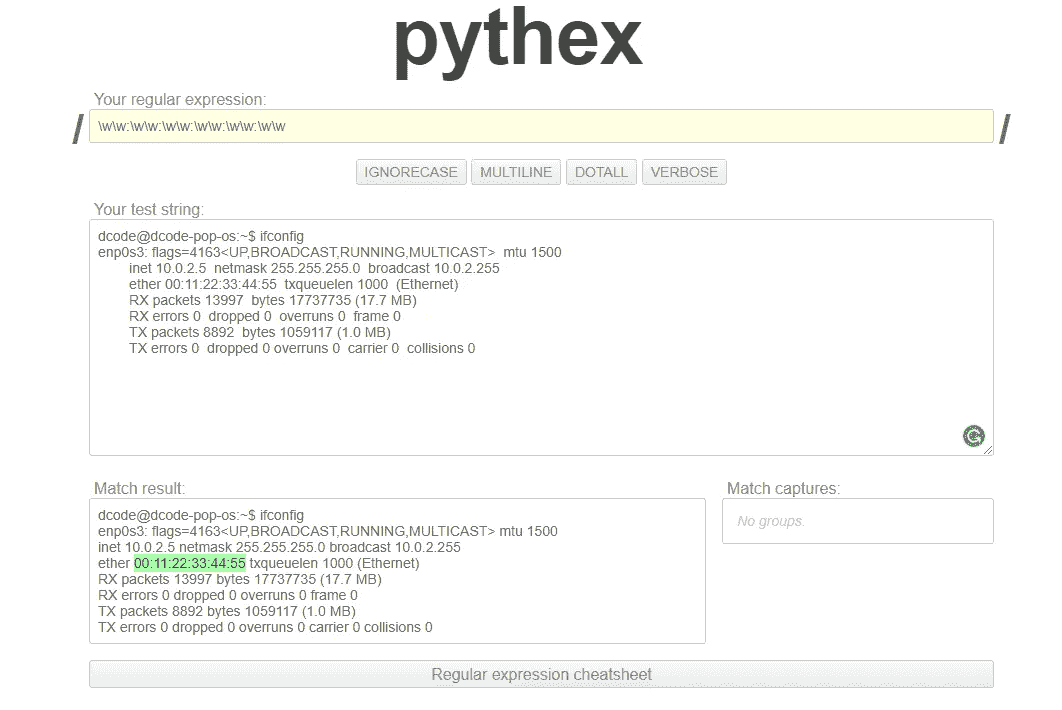 pythex
Your regular expression:
/ \w\w:\w\w:\w\w:\w\w:\w\w:\w\w /
IGNORECASE MULTILINE DOTALL VERBOSE
Your test string:
dcode@dcode-pop-os:~$ ifconfig
enp0s3: flags=4163<UP,BROADCAST,RUNNING,MULTICAST>  mtu 1500
inet 10.0.2.5  netmask 255.255.255.0  broadcast 10.0.2.255
ether 00:11:22:33:44:55  txqueuelen 1000  (Ethernet)
RX packets 13997  bytes 17737735 (17.7 MB)
RX errors 0  dropped 0  overruns 0  frame 0
TX packets 8892  bytes 1059117 (1.0 MB)
TX errors 0  dropped 0 overruns 0  carrier 0  collisions 0
Match result:
dcode@dcode-pop-os:~$ ifconfig
enp0s3: flags=4163<UP,BROADCAST,RUNNING,MULTICAST> mtu 1500
inet 10.0.2.5 netmask 255.255.255.0 broadcast 10.0.2.255
ether 00:11:22:33:44:55 txqueuelen 1000 (Ethernet)
RX packets 13997 bytes 17737735 (17.7 MB)
RX errors 0 dropped 0 overruns 0 frame 0
TX packets 8892 bytes 1059117 (1.0 MB)
TX errors 0 dropped 0 overruns 0 carrier 0 collisions 0
Match captures:
No groups.
Regular expression cheatsheet